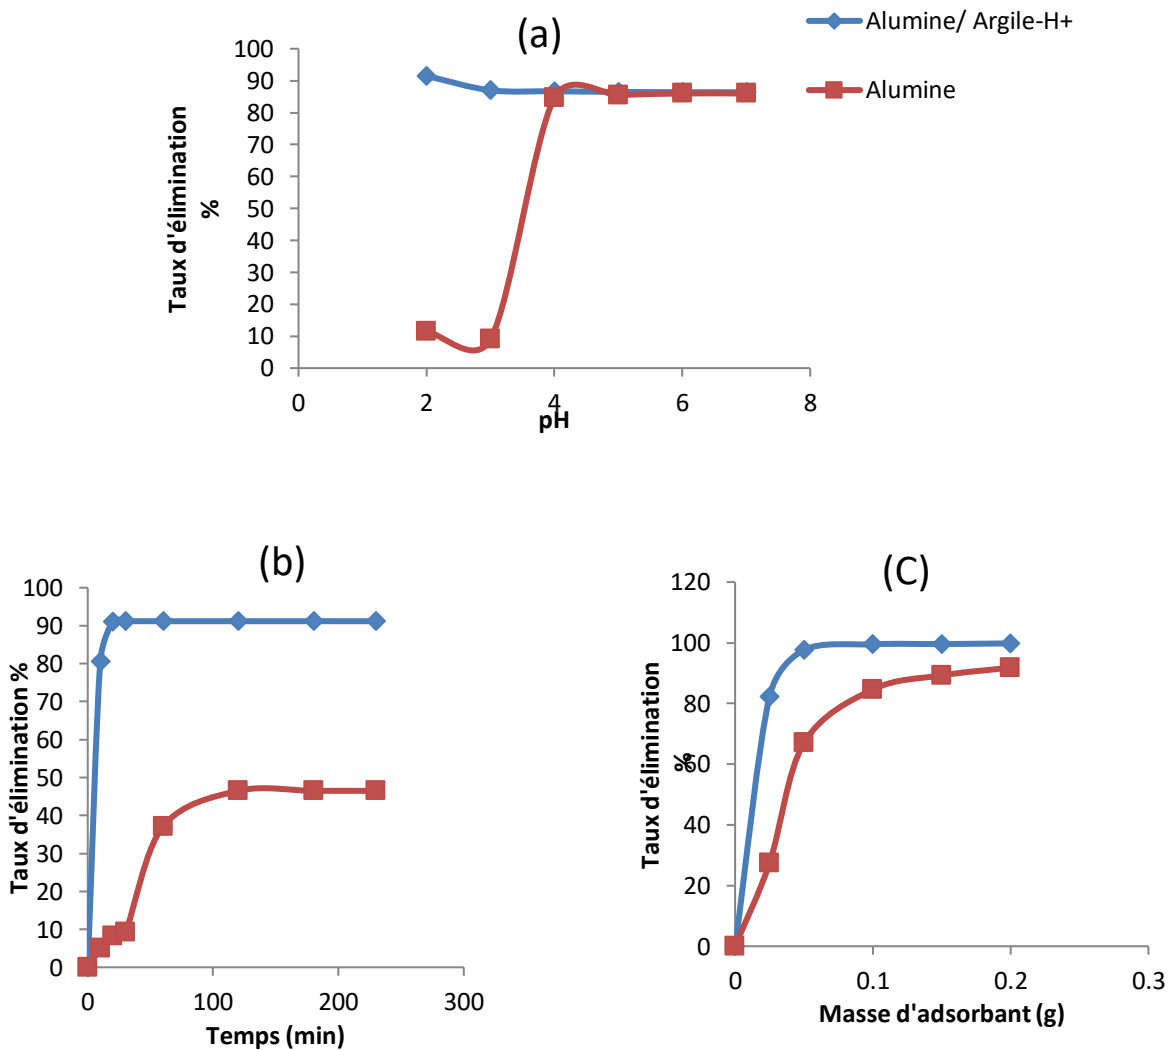 (a)
Alumine/ Argile-H+
Alumine
Taux d'élimination
%
100
90
80
70
60
50
40
30
20
10
0
0 2 4 6 8
pH
(b)
Taux d'élimination %
100
90
80
70
60
50
40
30
20
10
0
0 100 200 300
Temps (min)
(C)
Taux d'élimination
%
120
100
80
60
40
20
0
0 0.1 0.2 0.3
Masse d'adsorbant (g)